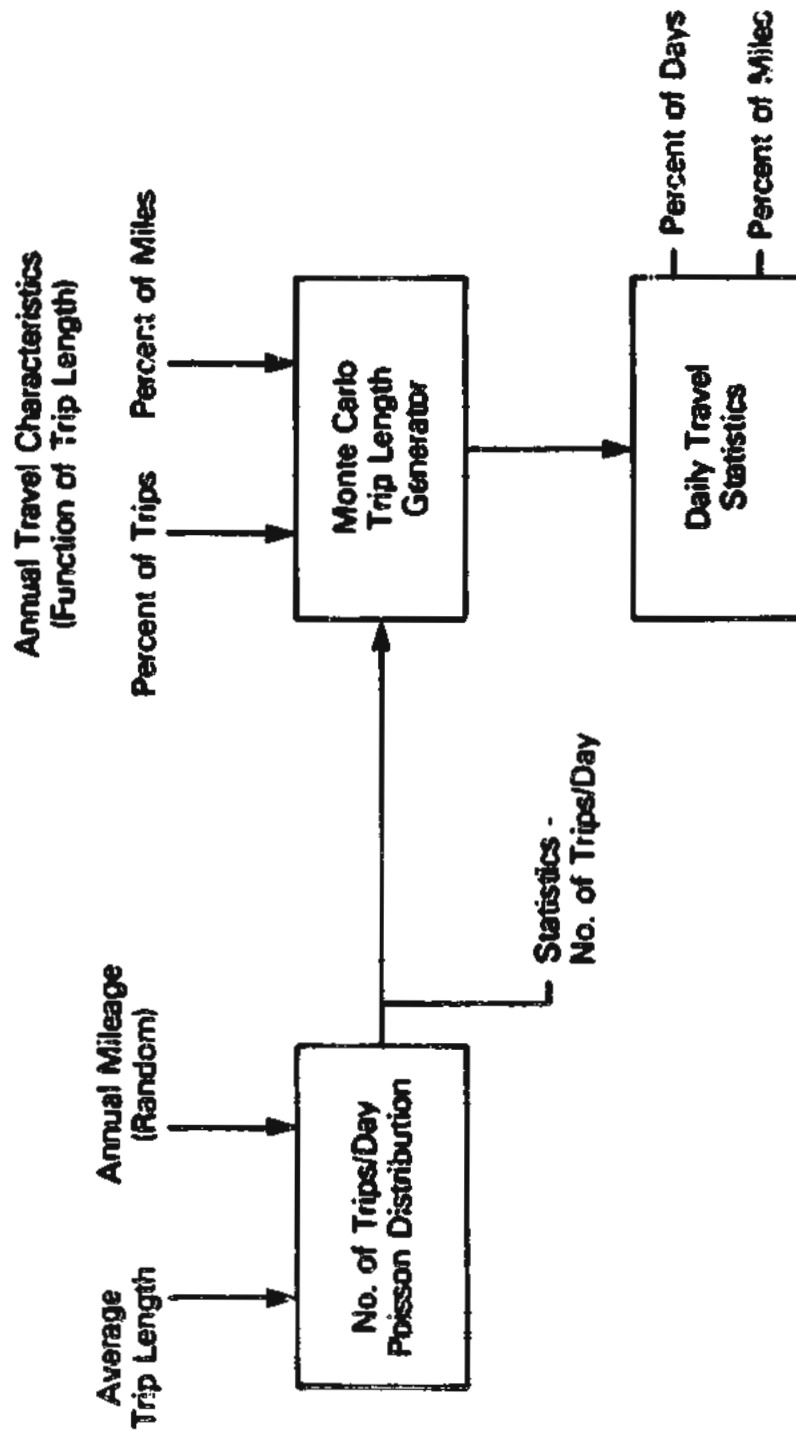 Annual Travel Characteristics
(Function of Trip Length)
Average
Trip Length
Annual Mileage
(Random)
Percent of Trips
Percent of Miles
No. of Trips/Day
Poisson Distribution
Monte Carlo
Trip Length
Generator
Statistics -
No. of Trips/Day
Daily Travel
Statistics
Percent of Days
Percent of Miles